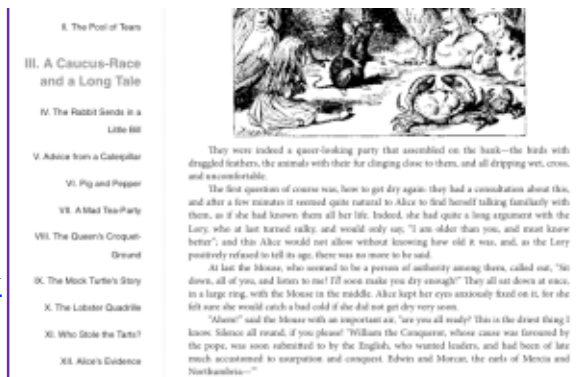 II. The Pool of Tears
III. A Caucus-Race
and a Long Tale
IV. The Rabbit Sends in a
Little Bill
V. Advice from a Caterpillar
VI. Pig and Pepper
VII. A Mad Tea-Party
VIII. The Queen's Croquet-
Ground
IX. The Mock Turtle's Story
X. The Lobster Quadrille
XI. Who Stole the Tarts?
XII. Alice's Evidence
They were indeed a queer-looking party that assembled on the bank—the birds with
draggled feathers, the animals with their fur clinging close to them, and all dripping wet, cross,
and uncomfortable.
The first question of course was, how to get dry again: they had a consultation about this,
and after a few minutes it seemed quite natural to Alice to find herself talking familiarly with
them, as if she had known them all her life. Indeed, she had quite a long argument with the
Lory, who at last turned sulky, and would only say, "I am older than you, and must know
better"; and this Alice would not allow without knowing how old it was, and, as the Lory
positively refused to tell its age, there was no more to be said.
At last the Mouse, who seemed to be a person of authority among them, called out, "Sit
down, all of you, and listen to me! I'll soon make you dry enough!" They all sat down at once,
in a large ring, with the Mouse in the middle. Alice kept her eyes anxiously fixed on it, for she
felt sure she would catch a bad cold if she did not get dry very soon.
"Ahem!" said the Mouse with an important air, "are you all ready? This is the driest thing I
know. Silence all round, if you please! "William the Conqueror, whose cause was favoured by
the pope, was soon submitted to by the English, who wanted leaders, and had been of late
much accustomed to usurpation and conquest. Edwin and Morcar, the earls of Mercia and
Northumbria—"